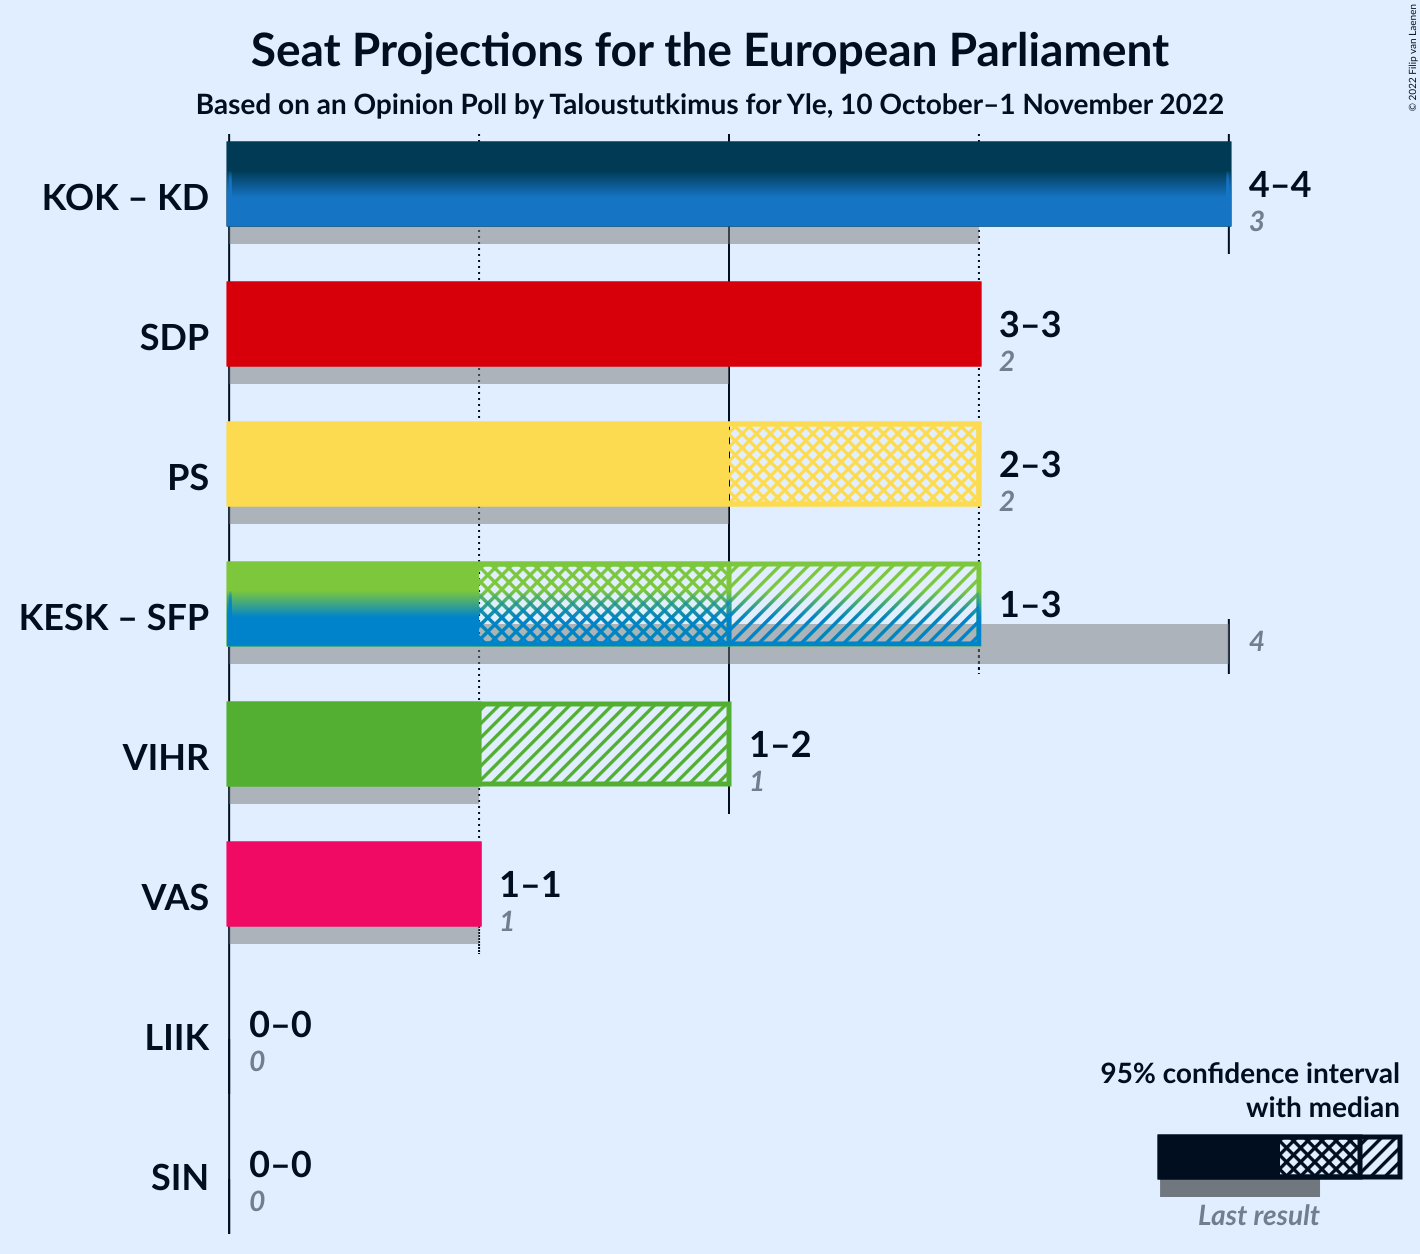 Seat Projections for the European Parliament
Based on an Opinion Poll by Taloustutkimus for Yle, 10 October–1 November 2022
© 2022 Filip van Laenen
KOK – KD
4–4
3
SDP
3–3
2
PS
2–3
2
KESK – SFP
1–3
4
VIHR
1–2
1
VAS
1–1
1
LIIK
0–0
0
SIN
0–0
0
95% confidence interval
with median
Last result